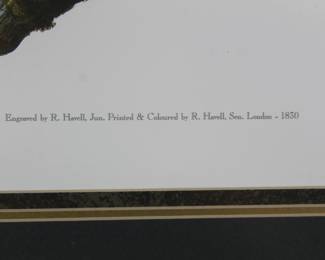 Engraved by R. Havell, Jun. Printed & Coloured by R. Havell, Sen. London - 1830